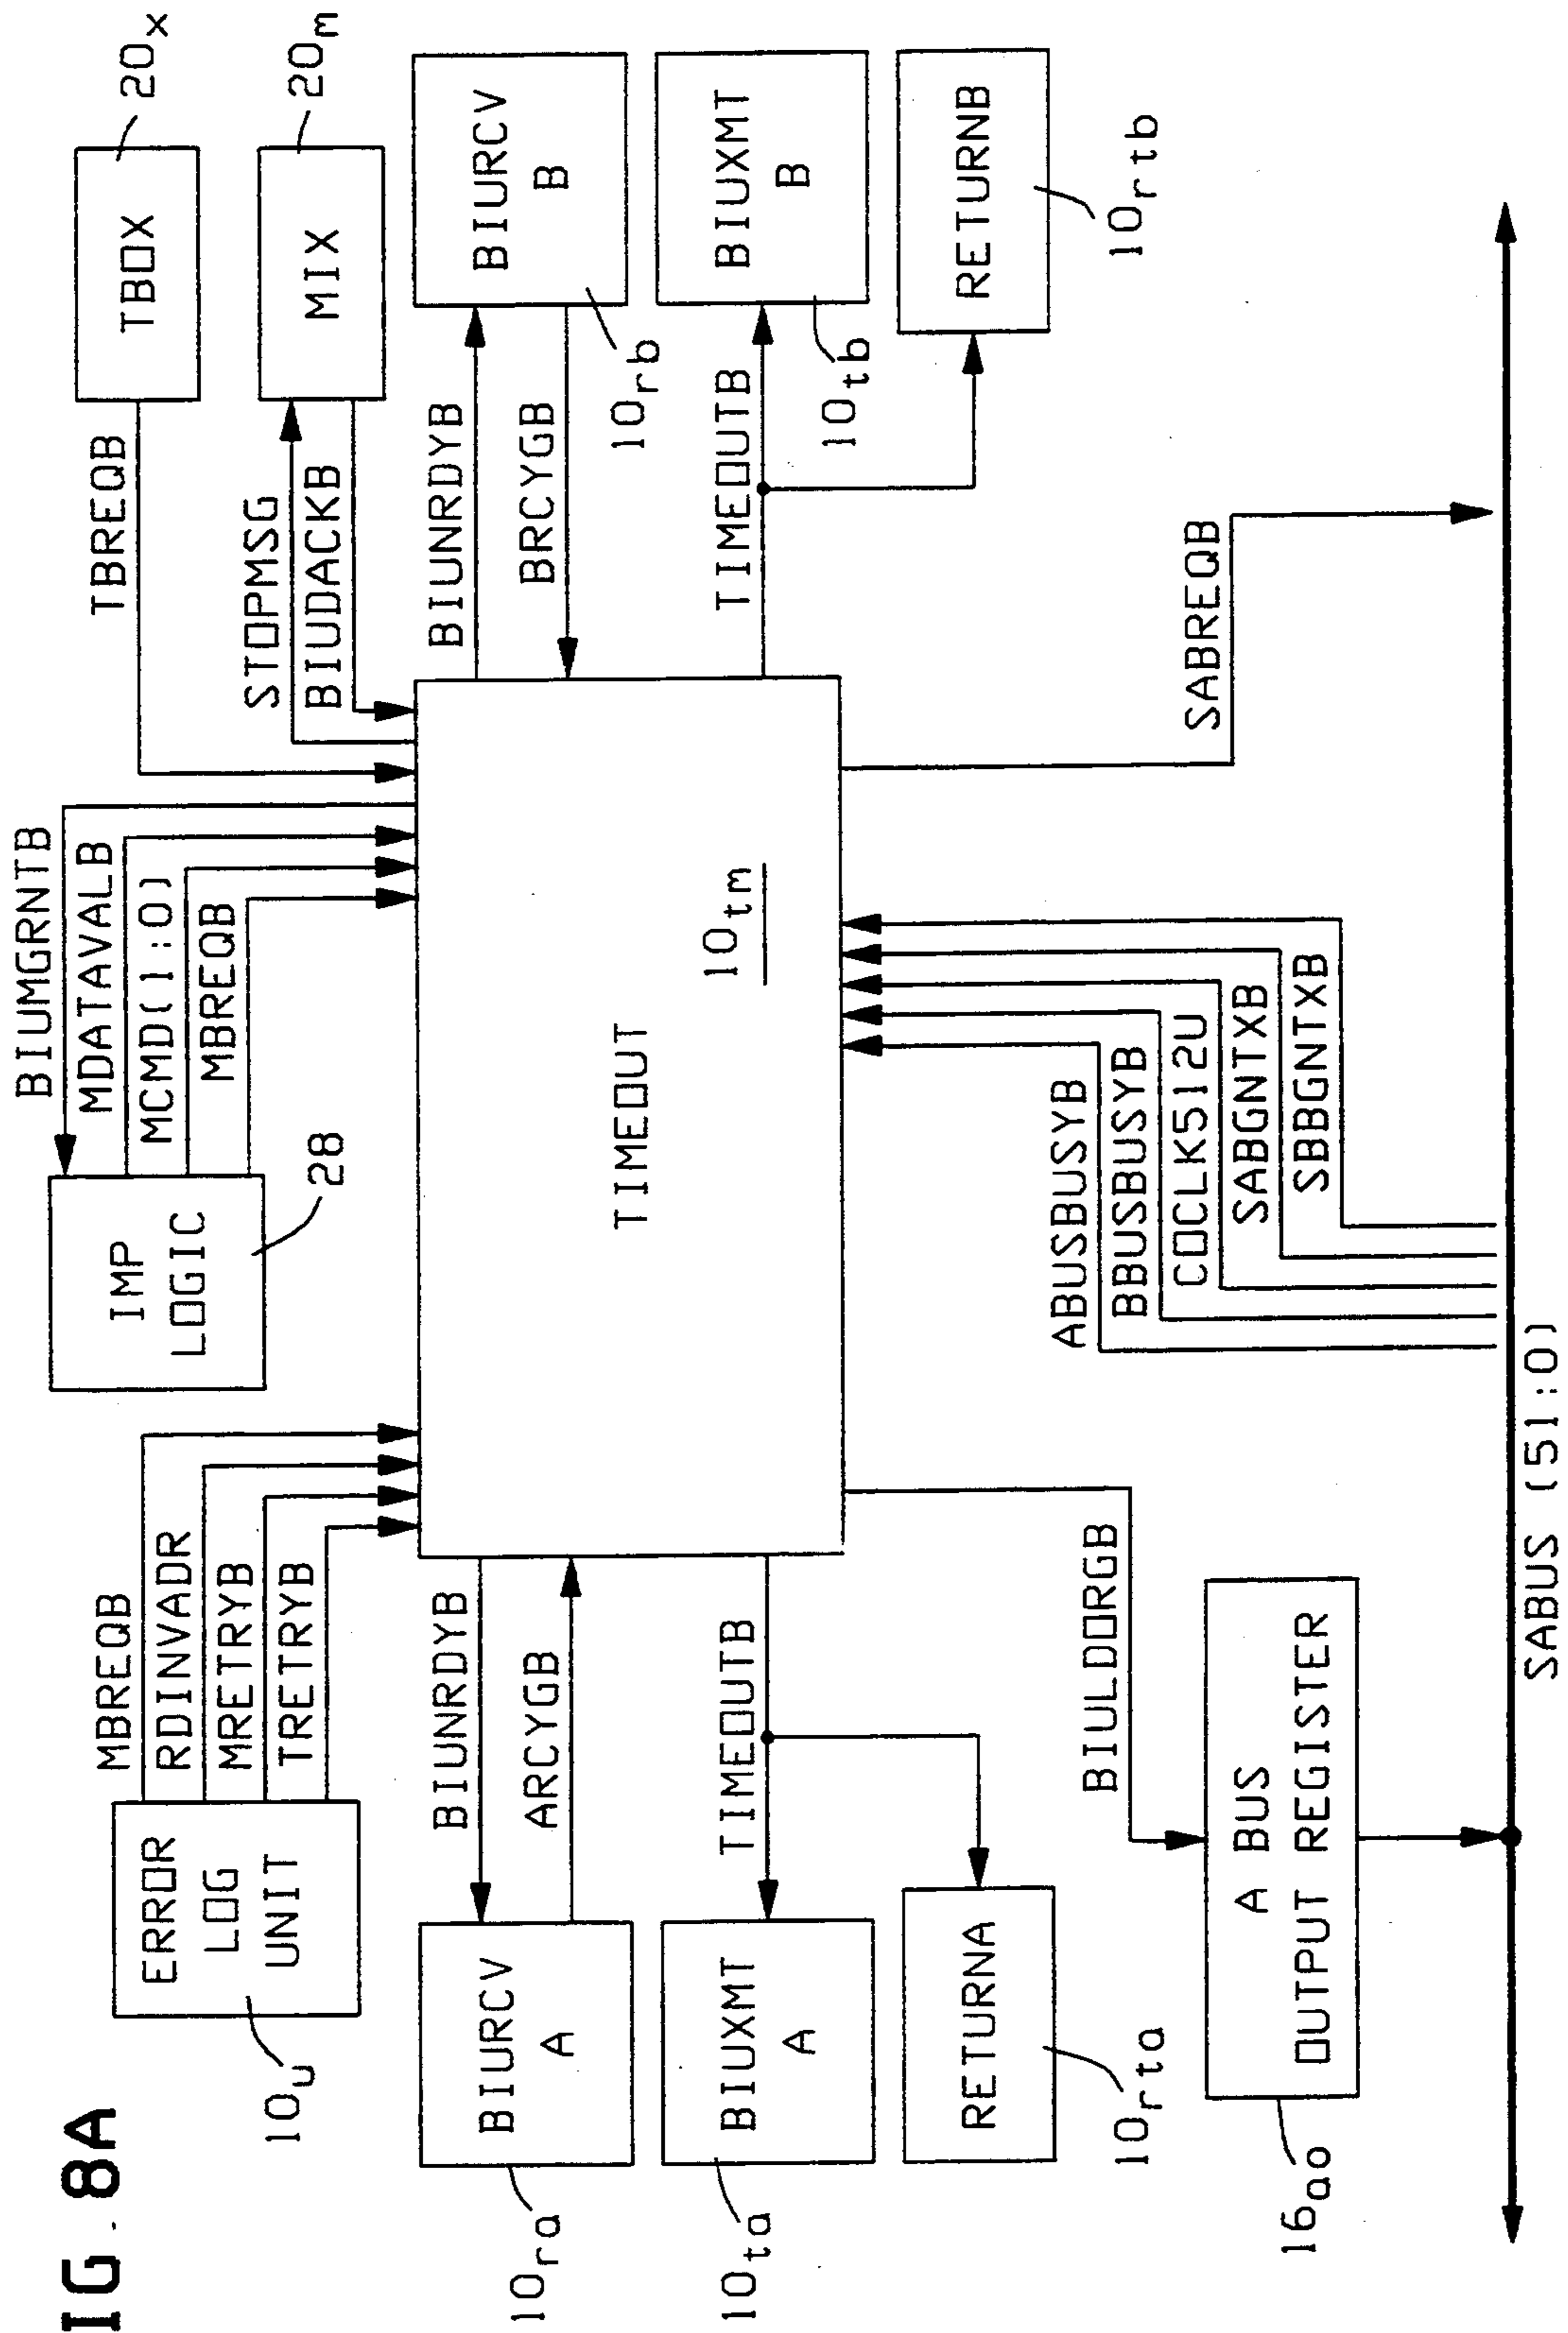 IG. 8A
ERROR
LOG
UNIT
10u
MBREQB
RDINVADR
MRETRYB
TRETRYB
IMP
LOGIC
28
BIUMGRNTB
MDATAVALB
MCMD(1:0)
MBREQB
TBOX
20x
TBREQB
MIX
20m
STOPMSG
BIUDACKB
BIURCV
A
10ra
BIUNRDYB
ARCYGB
BIUXMT
A
10ta
TIMEOUTB
RETURNA
10rta
TIMEOUT
10tm
BIUNRDYB
BRCYGB
BIURCV
B
10rb
TIMEOUTB
BIUXMT
B
10tb
RETURNB
10rtb
BIULDORGB
A BUS
OUTPUT REGISTER
16ao
ABUSBUSYB
BBUSBUSYB
COCLK512U
SABGNTXB
SBBGNTXB
SABREQB
SABUS (51:0)